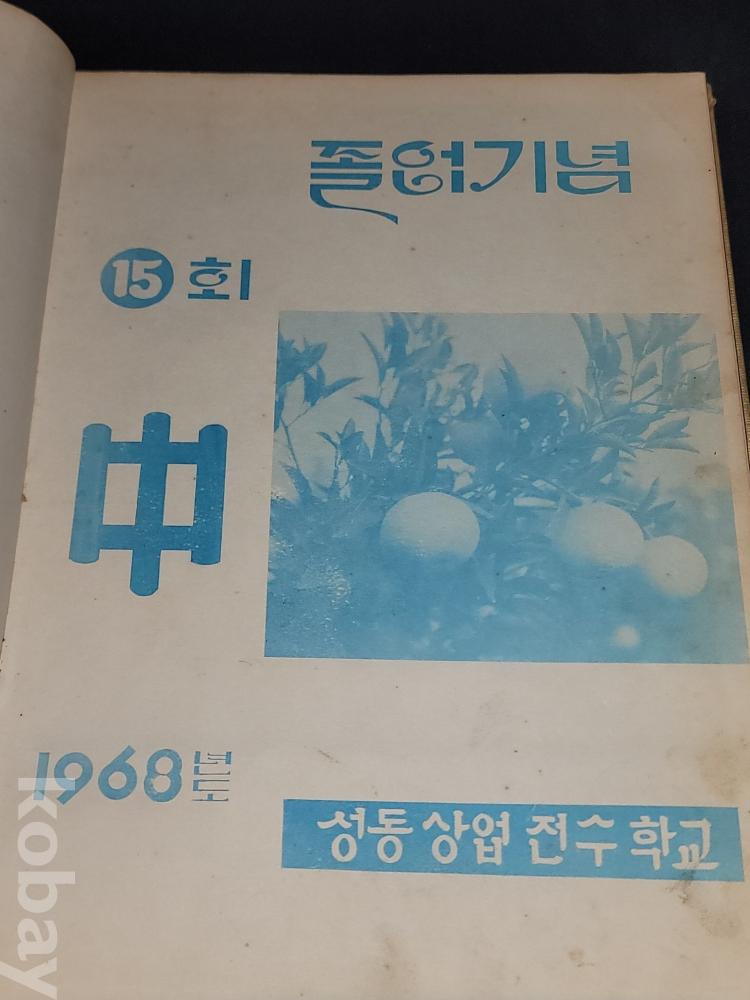 졸업기념
15회
中
1968년도
성동 상업 전수 학교
kobay